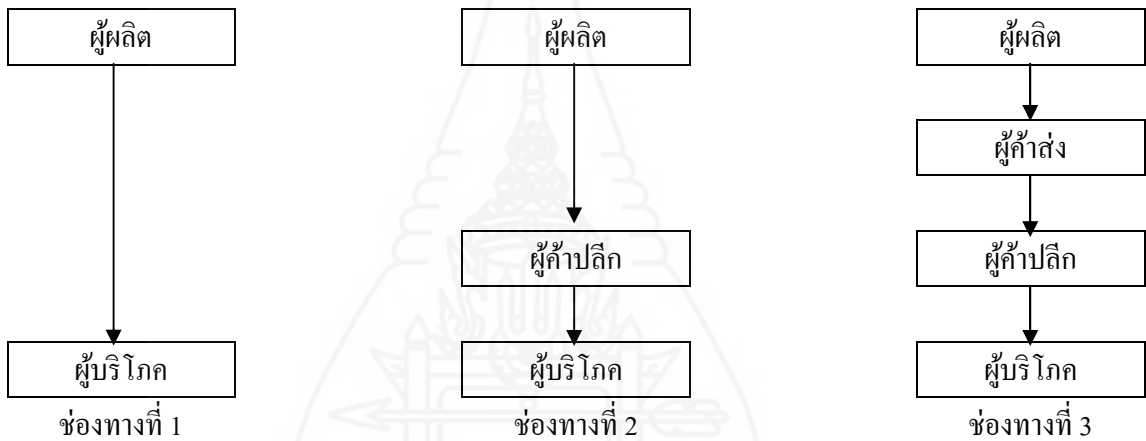 ผู้ผลิต
ผู้บริโภค
ช่องทางที่ 1
ผู้ผลิต
ผู้ค้าปลีก
ผู้บริโภค
ช่องทางที่ 2
ผู้ผลิต
ผู้ค้าส่ง
ผู้ค้าปลีก
ผู้บริโภค
ช่องทางที่ 3